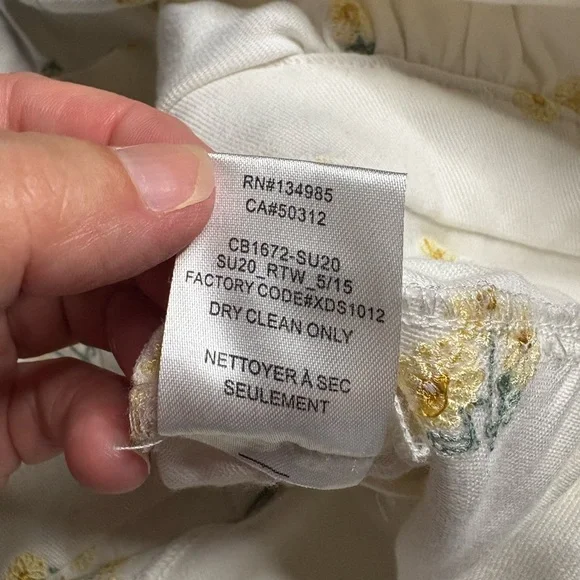 RN#134985
CA#50312
CB1672-SU20
SU20_RTW_5/15
FACTORY CODE#XDS1012
DRY CLEAN ONLY
NETTOYER À SEC
SEULEMENT